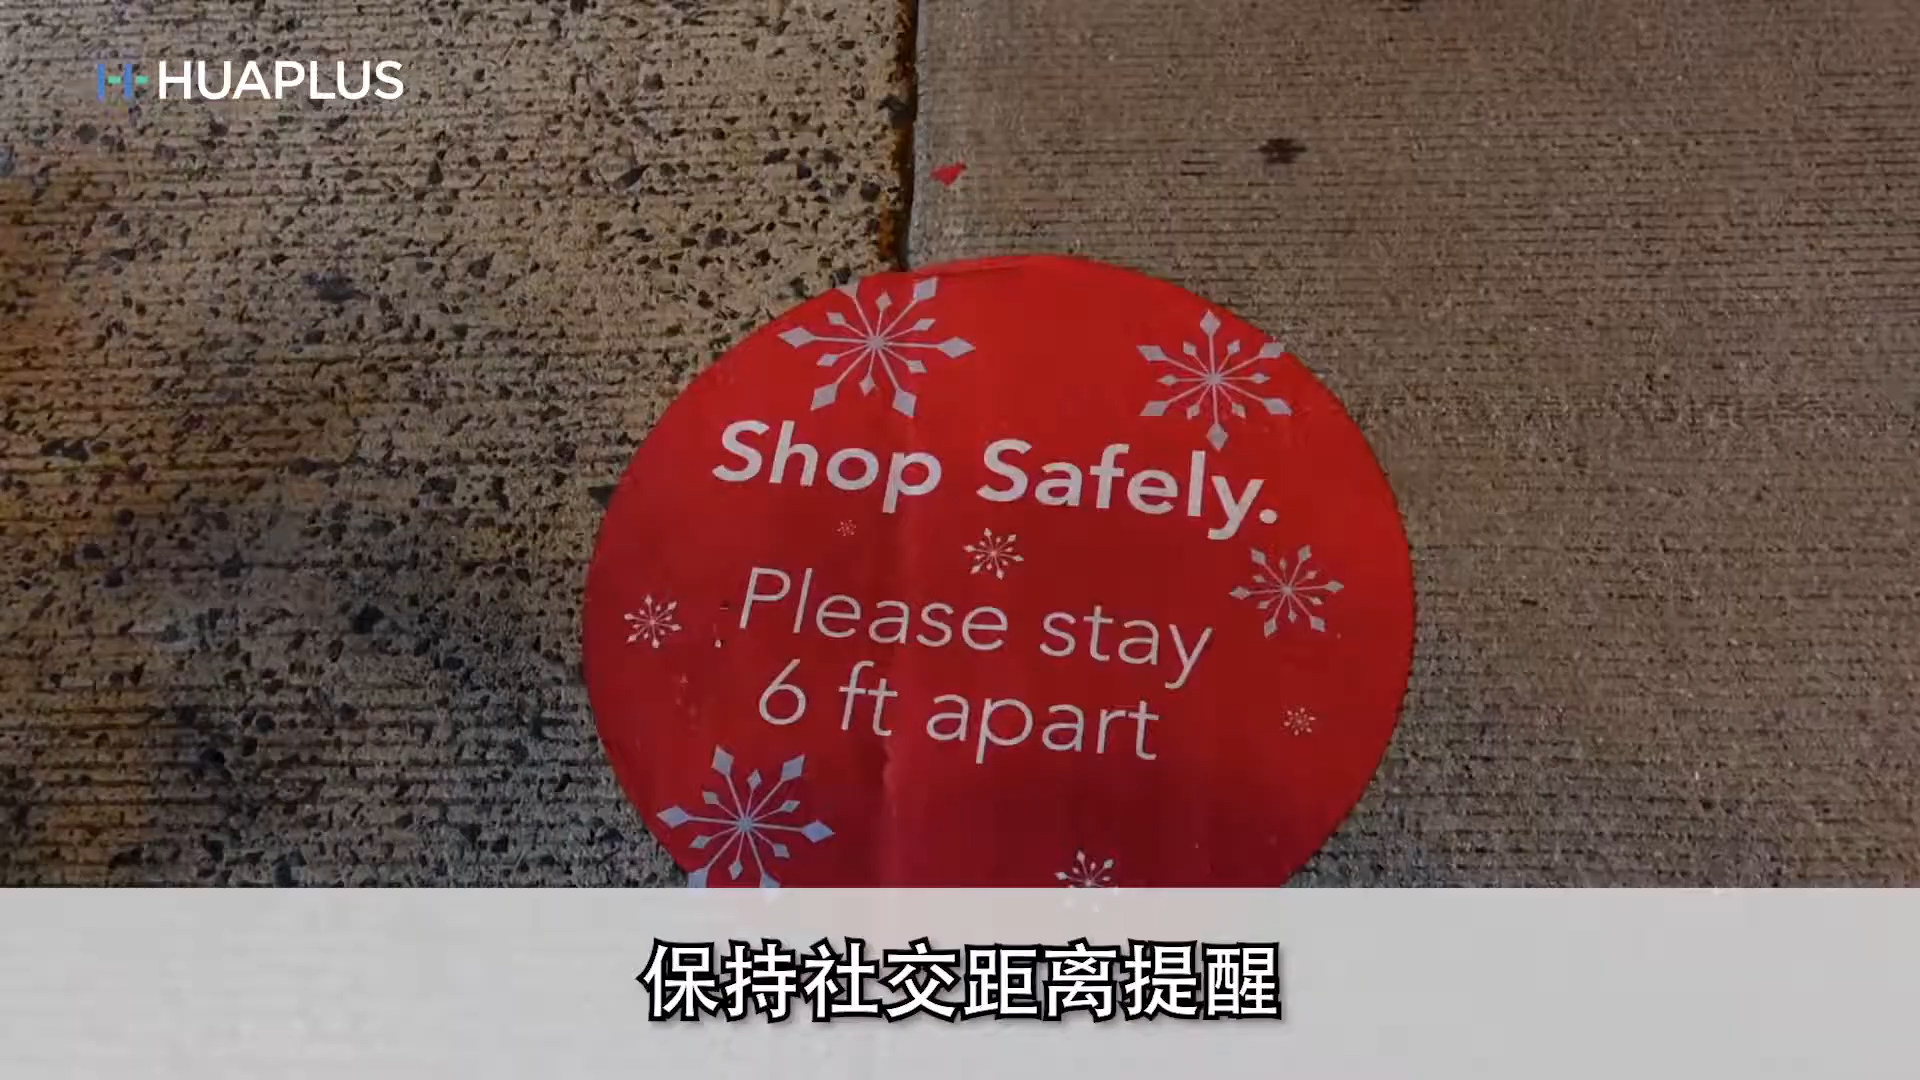 HUAPLUS
Shop Safely.
Please stay
6 ft apart
保持社交距离提醒